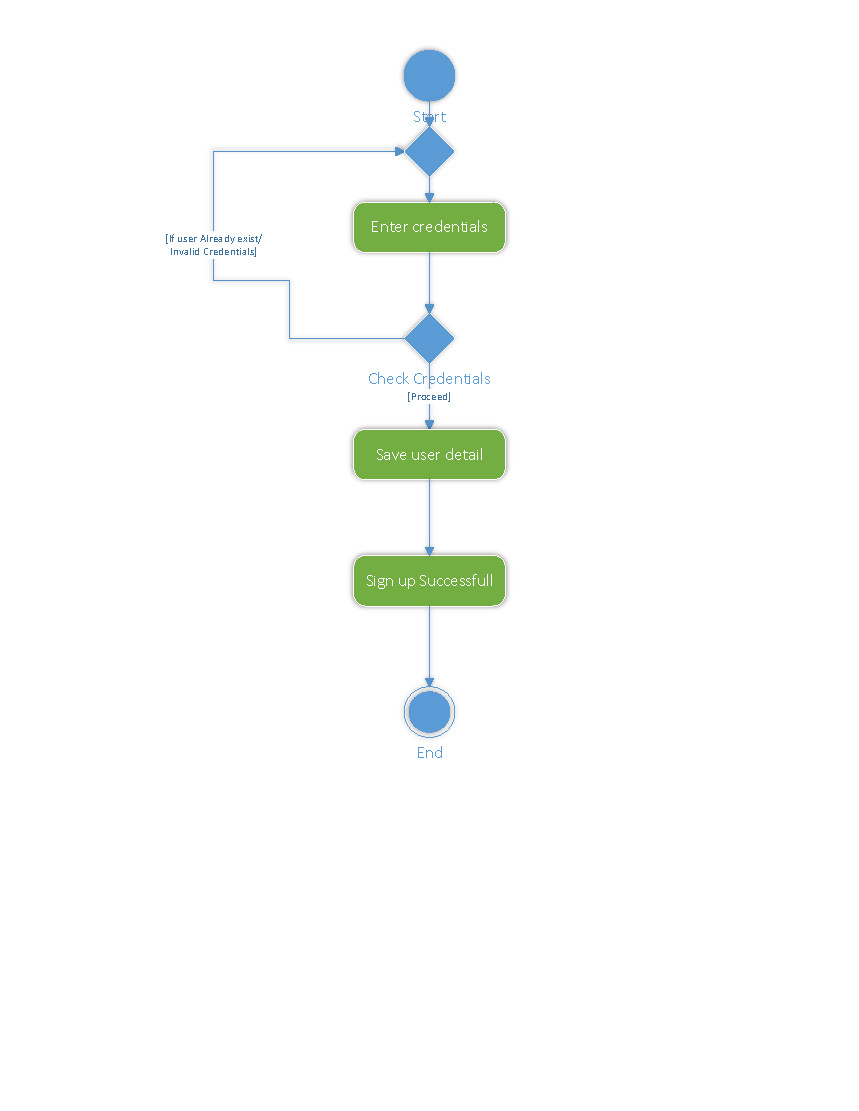 Start
Enter credentials
[If user Already exist/
Invalid Credentials]
Check Credentials
[Proceed]
Save user detail
Sign up Successfull
End